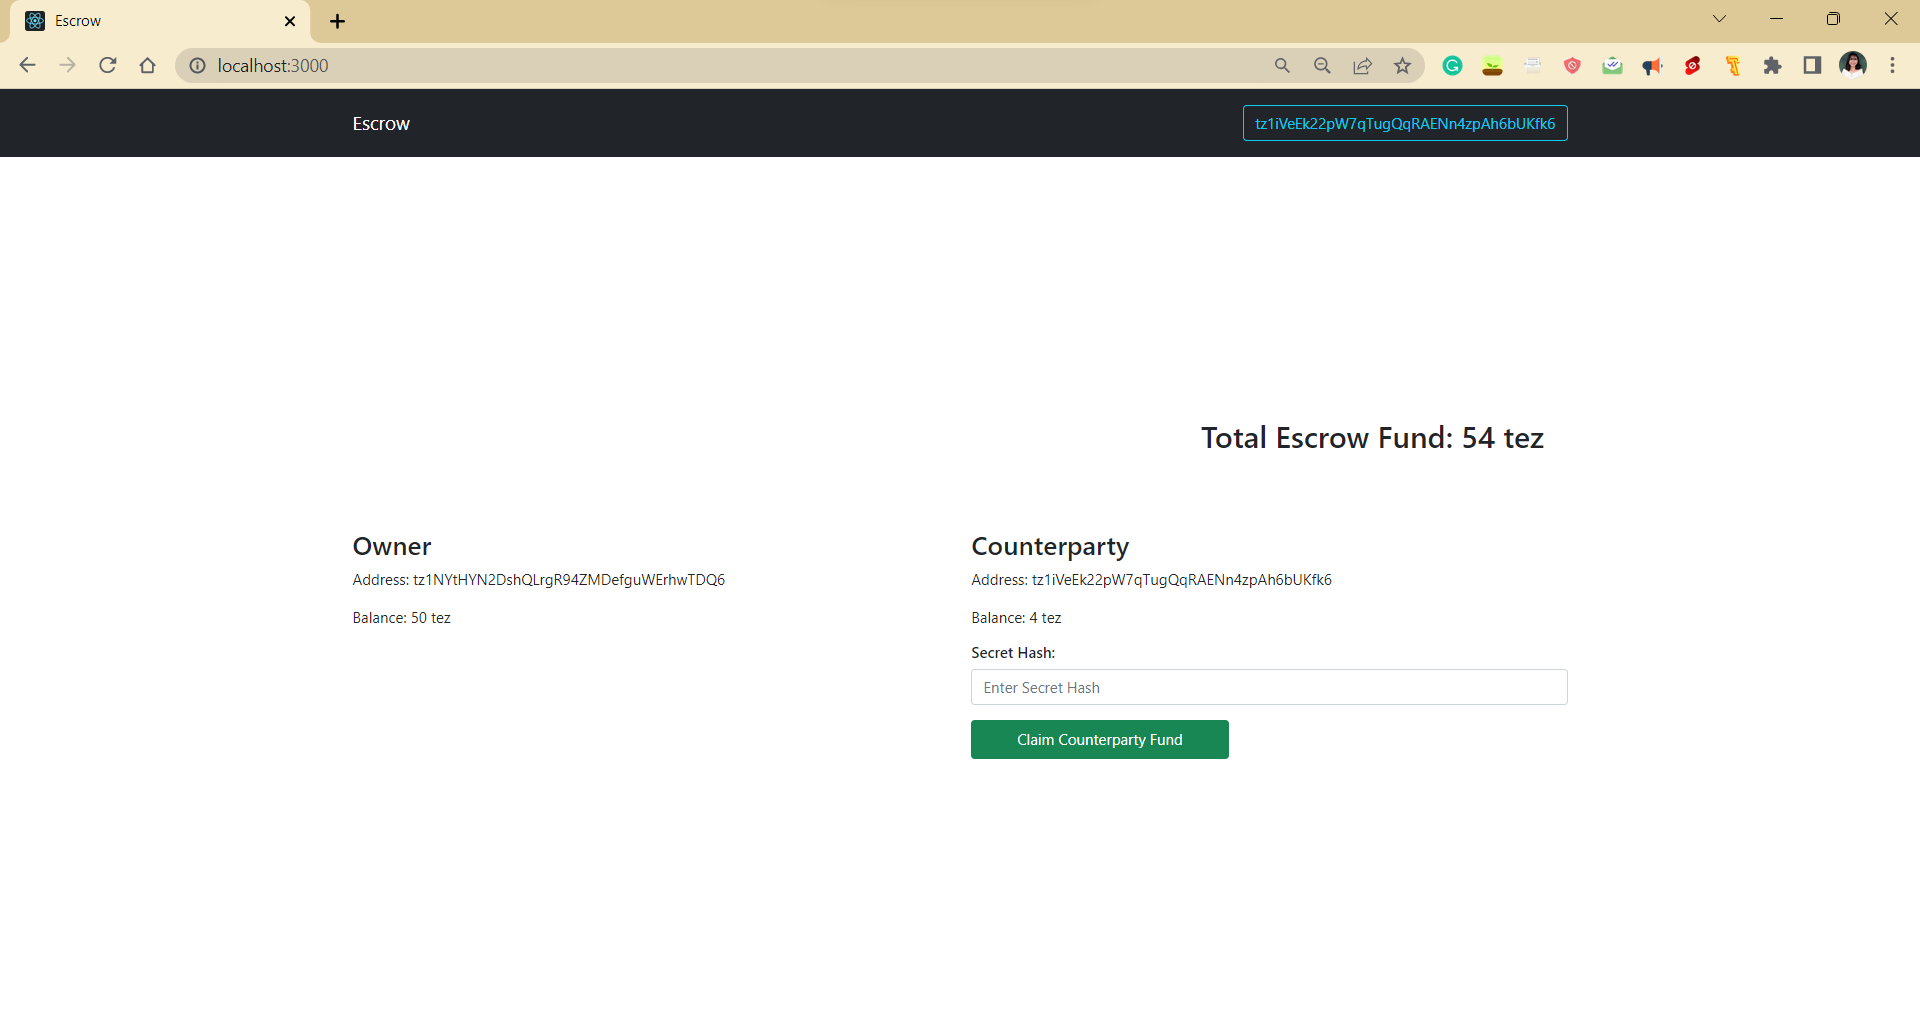 Escrow
localhost:3000
Escrow
tz1iVeEk22pW7qTugQqRAENn4zpAh6bUKfk6
Total Escrow Fund: 54 tez
Owner
Address: tz1NYtHYN2DshQLrgR94ZMDefguWErhwTDQ6
Balance: 50 tez
Counterparty
Address: tz1iVeEk22pW7qTugQqRAENn4zpAh6bUKfk6
Balance: 4 tez
Secret Hash:
Enter Secret Hash
Claim Counterparty Fund